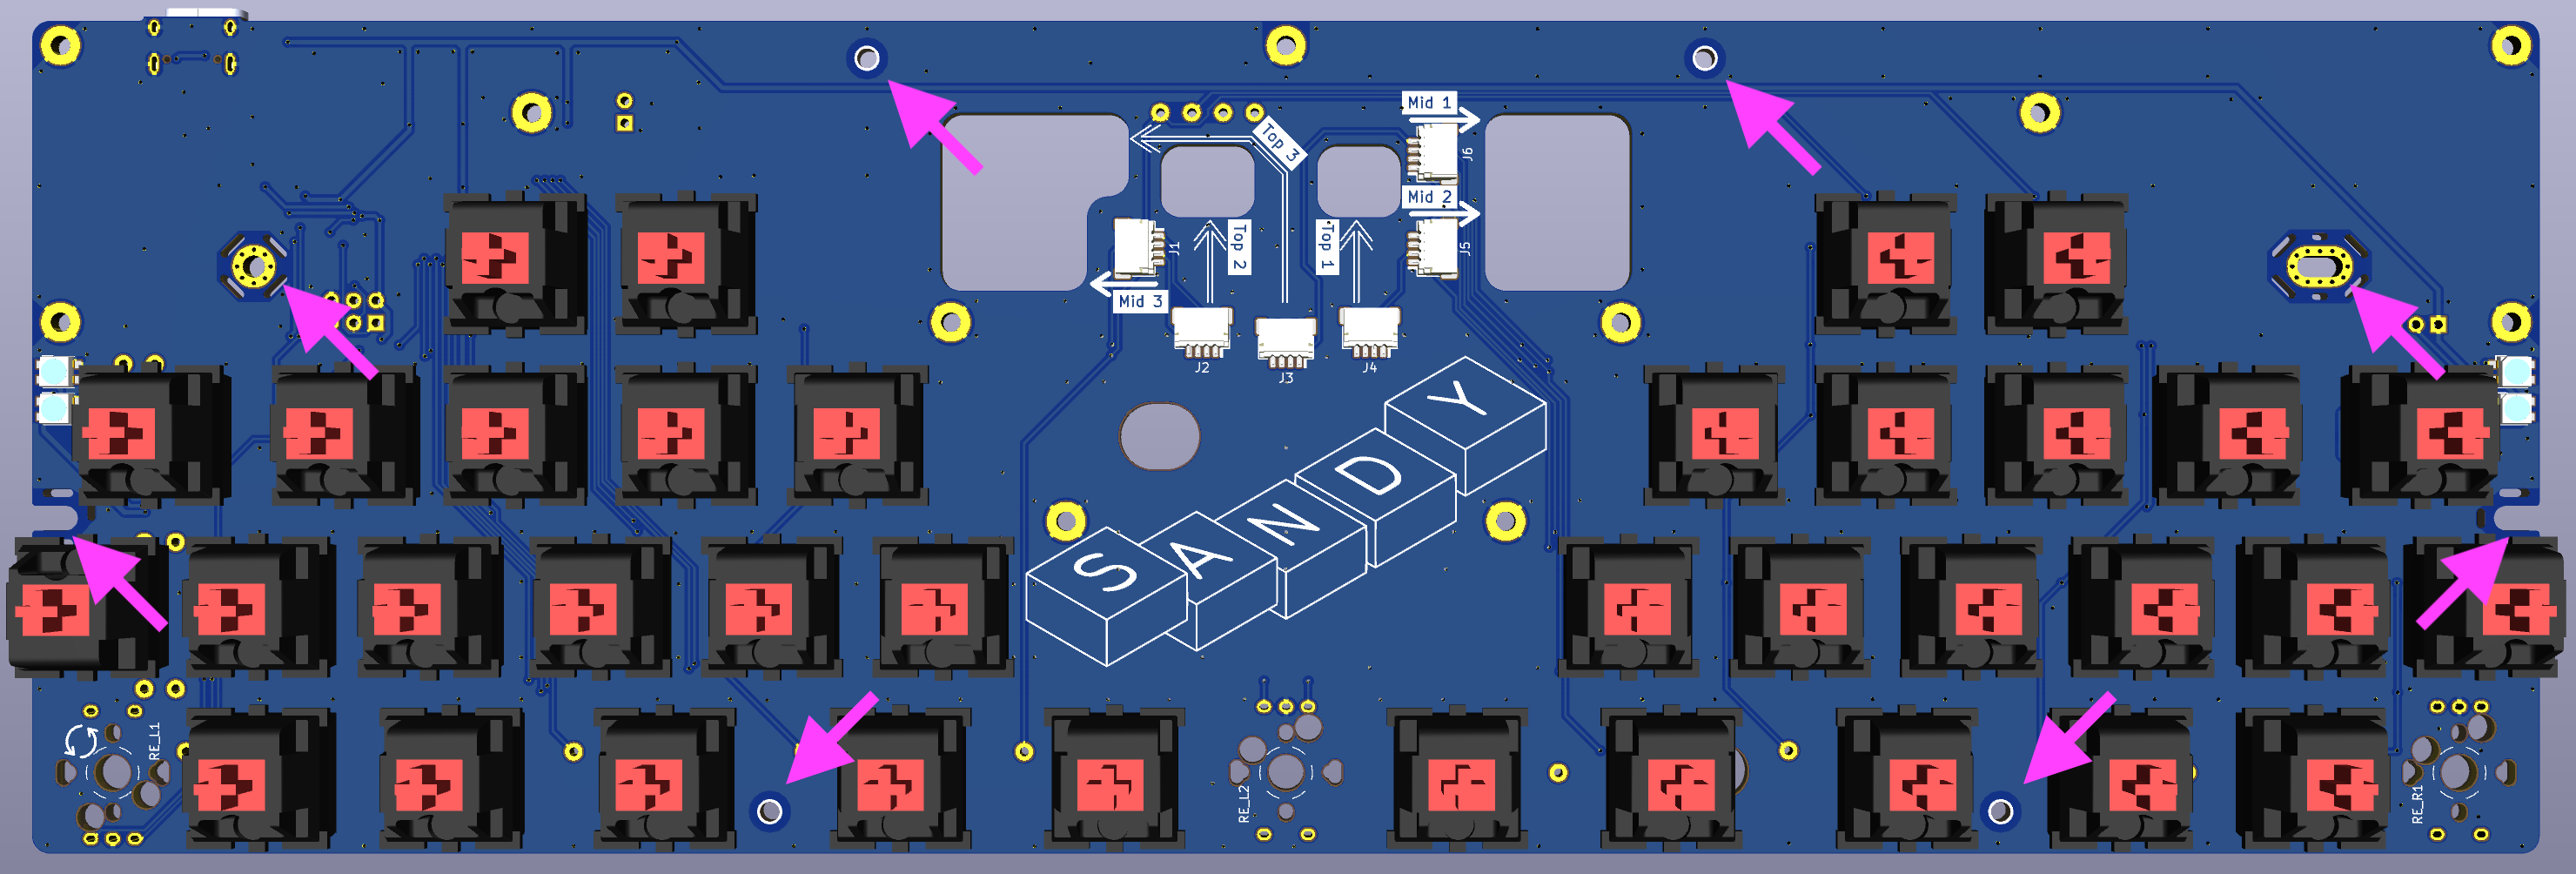 Mid 1
Top 3
J6
Mid 2
J1
Top 2
Top 1
J5
Mid 3
J2
J3
J4
SANDY
RE_L1
RE_L2
RE_R1